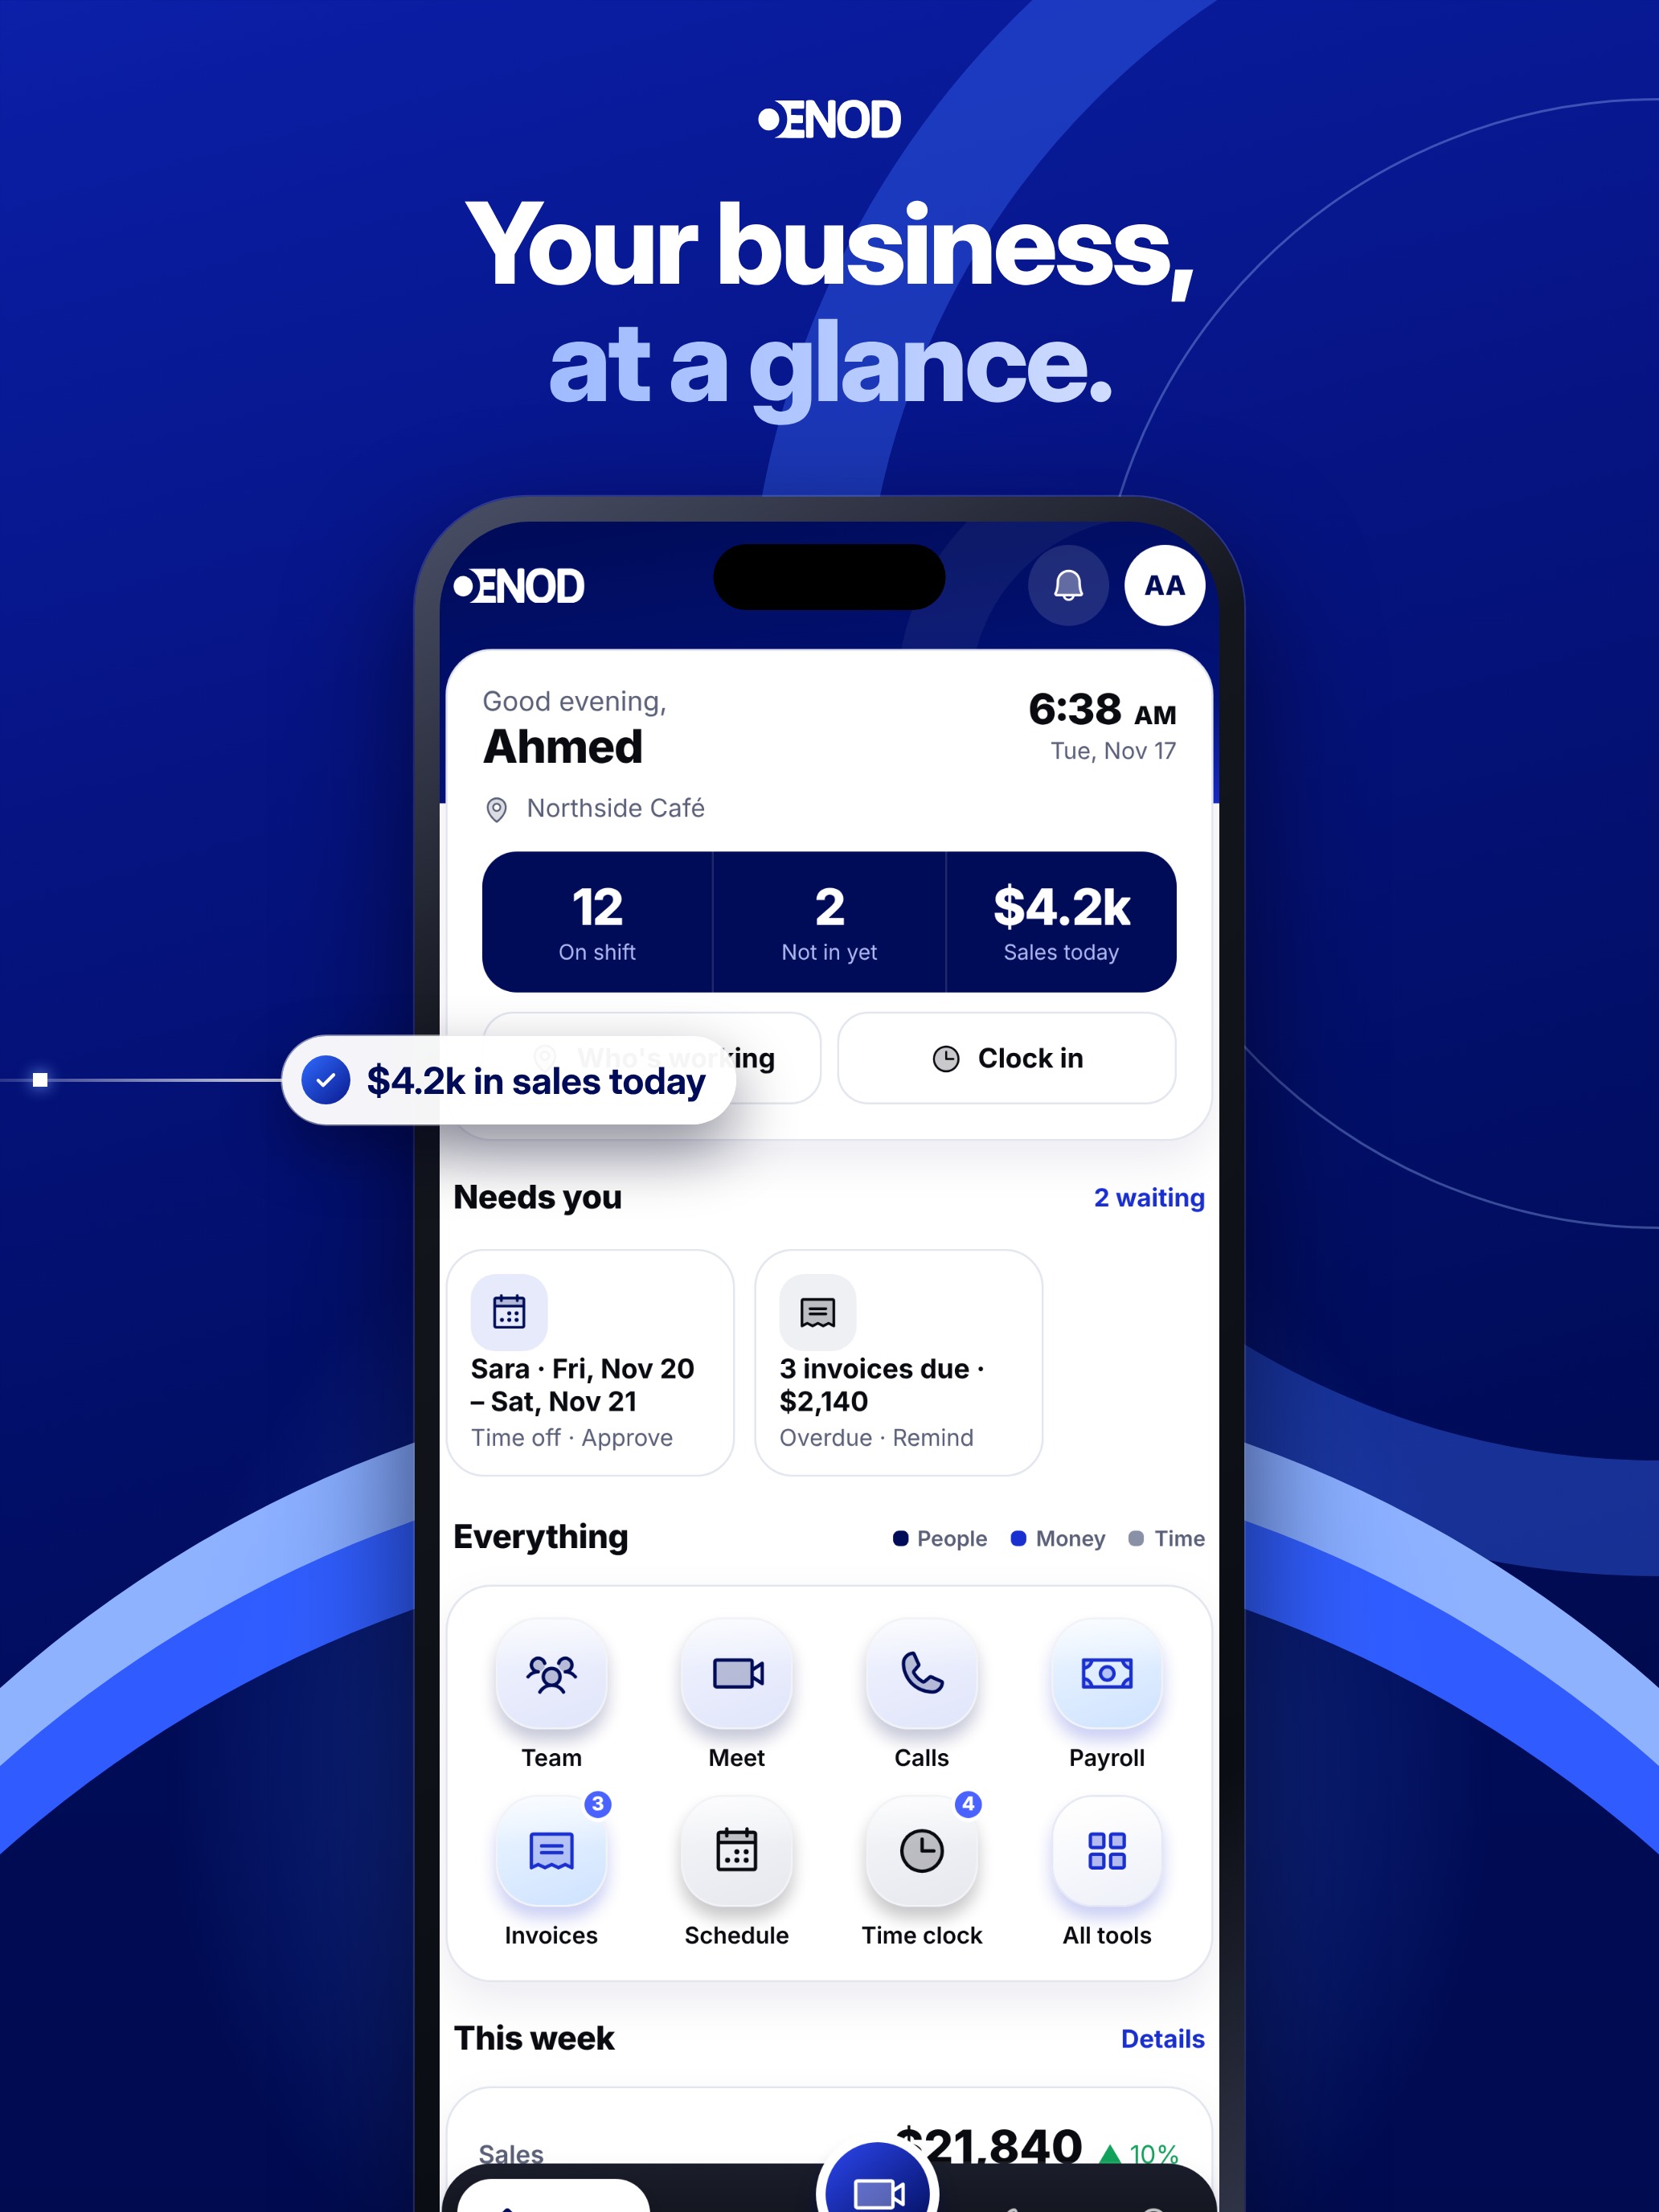 ENOD
Your business,
at a glance.
ENOD
AA
Good evening,
Ahmed
6:38 AM
Tue, Nov 17
Northside Café
12
On shift
2
Not in yet
$4.2k
Sales today
Who's working
Clock in
$4.2k in sales today
Needs you
2 waiting
Sara · Fri, Nov 20
– Sat, Nov 21
Time off · Approve
3 invoices due ·
$2,140
Overdue · Remind
Everything
People
Money
Time
Team
Meet
Calls
Payroll
3
4
Invoices
Schedule
Time clock
All tools
This week
Details
Sales
$21,840
10%